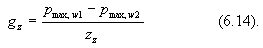 g_z = (p_max, w1 − p_max, w2) / z_z (6.14).